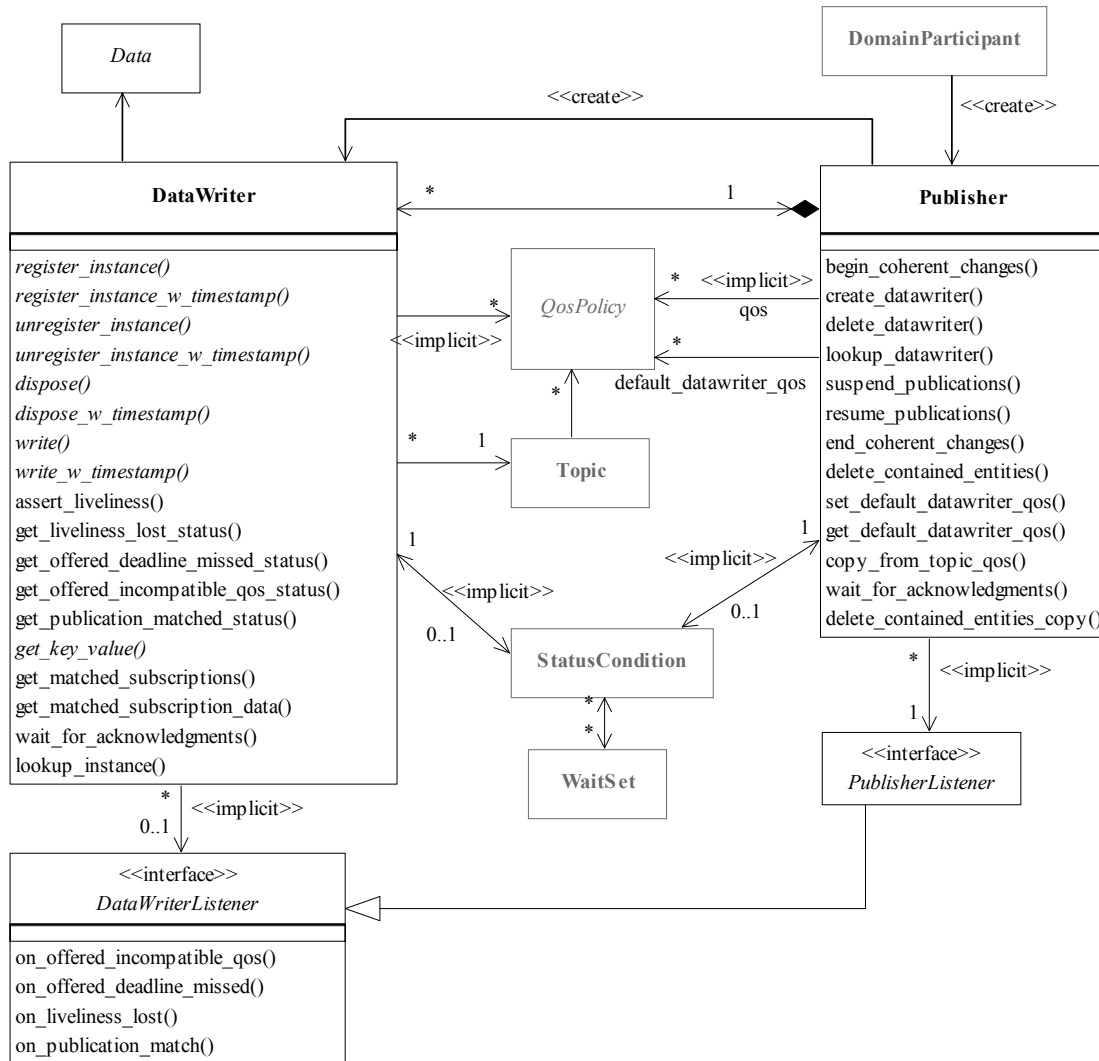 Data
DomainParticipant
<<create>>
<<create>>
DataWriter
*
1
Publisher
register_instance()
register_instance_w_timestamp()
unregister_instance()
unregister_instance_w_timestamp()
dispose()
dispose_w_timestamp()
write()
write_w_timestamp()
assert_liveliness()
get_liveliness_lost_status()
get_offered_deadline_missed_status()
get_offered_incompatible_qos_status()
get_publication_matched_status()
get_key_value()
get_matched_subscriptions()
get_matched_subscription_data()
wait_for_acknowledgments()
lookup_instance()
*
<<implicit>>
QosPolicy
*
<<implicit>>
qos
*
default_datawriter_qos
*
*
1
Topic
1
<<implicit>>
0..1
1
<<implicit>>
0..1
StatusCondition
*
*
WaitSet
begin_coherent_changes()
create_datawriter()
delete_datawriter()
lookup_datawriter()
suspend_publications()
resume_publications()
end_coherent_changes()
delete_contained_entities()
set_default_datawriter_qos()
get_default_datawriter_qos()
copy_from_topic_qos()
wait_for_acknowledgments()
delete_contained_entities_copy()
*
<<implicit>>
1
<<interface>>
PublisherListener
*
<<implicit>>
0..1
<<interface>>
DataWriterListener
on_offered_incompatible_qos()
on_offered_deadline_missed()
on_liveliness_lost()
on_publication_match()